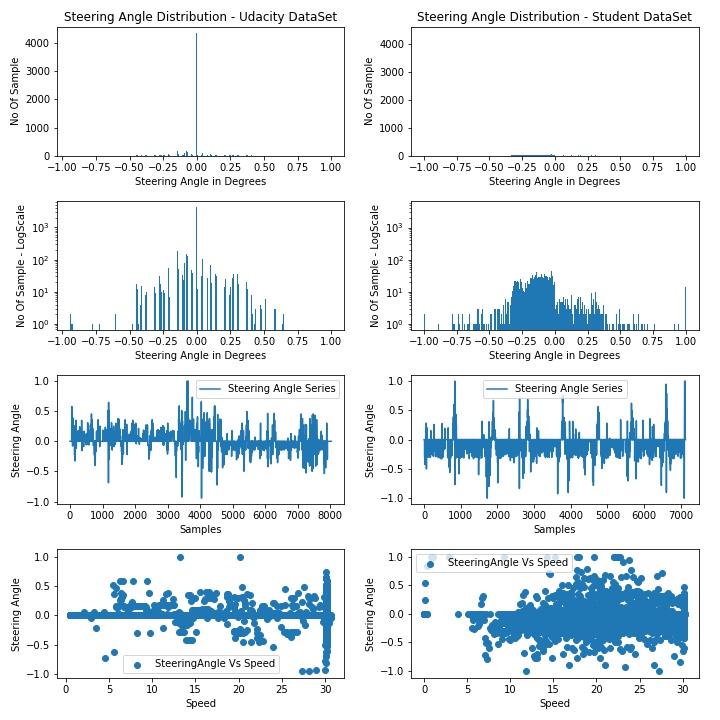 Steering Angle Distribution - Udacity DataSet
No Of Sample
4000
3000
2000
1000
0
-1.00 -0.75 -0.50 -0.25 0.00 0.25 0.50 0.75 1.00
Steering Angle in Degrees
Steering Angle Distribution - Student DataSet
No Of Sample
4000
3000
2000
1000
0
-1.00 -0.75 -0.50 -0.25 0.00 0.25 0.50 0.75 1.00
Steering Angle in Degrees
No Of Sample - LogScale
10³
10²
10¹
10⁰
-1.00 -0.75 -0.50 -0.25 0.00 0.25 0.50 0.75 1.00
Steering Angle in Degrees
No Of Sample - LogScale
10³
10²
10¹
10⁰
-1.00 -0.75 -0.50 -0.25 0.00 0.25 0.50 0.75 1.00
Steering Angle in Degrees
Steering Angle
1.0
0.5
0.0
-0.5
-1.0
Steering Angle Series
0 1000 2000 3000 4000 5000 6000 7000 8000
Samples
Steering Angle
1.0
0.5
0.0
-0.5
-1.0
Steering Angle Series
0 1000 2000 3000 4000 5000 6000 7000
Samples
Steering Angle
1.0
0.5
0.0
-0.5
-1.0
SteeringAngle Vs Speed
0 5 10 15 20 25 30
Speed
Steering Angle
1.0
0.5
0.0
-0.5
-1.0
SteeringAngle Vs Speed
0 5 10 15 20 25 30
Speed